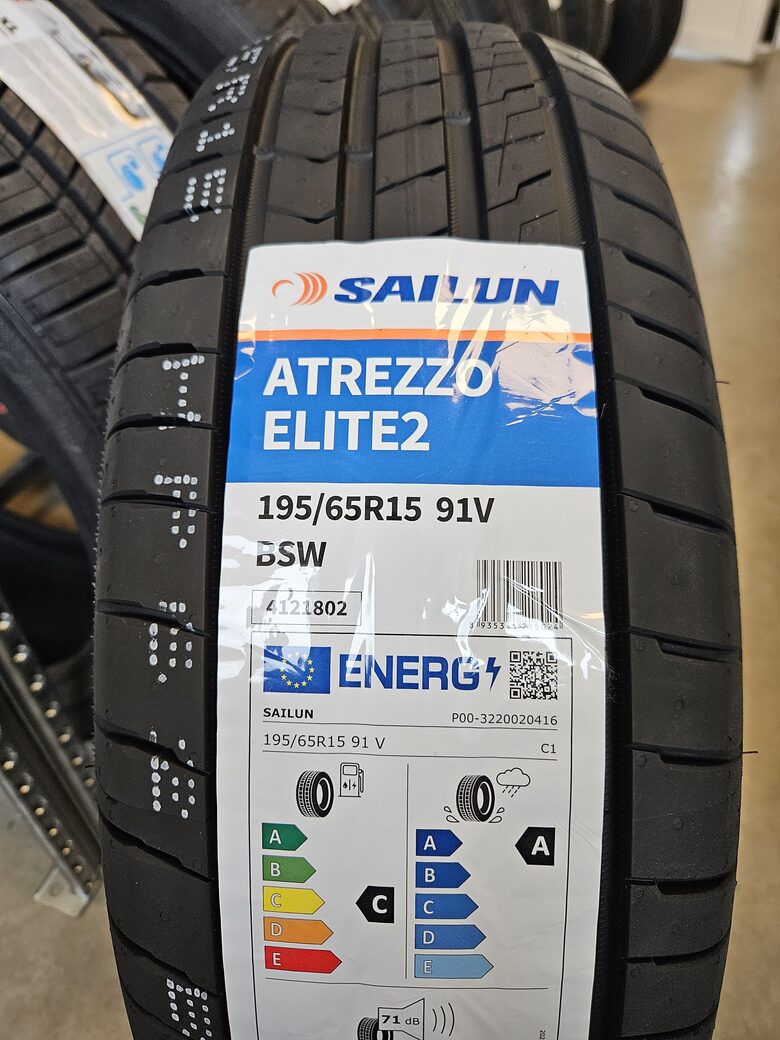 SAILUN
ATREZZO
ELITE2
195/65R15 91V
BSW
4121802
ENERG
SAILUN
P00-3220020416
195/65R15 91 V
C1
A
B
C
D
E
C
A
B
C
D
E
A
71 dB